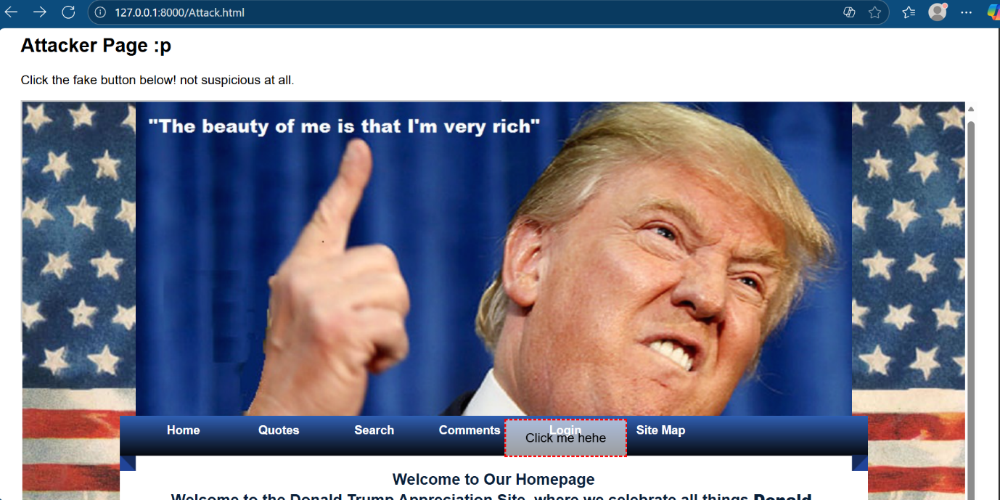 127.0.0.1:8000/Attack.html
Attacker Page :p
Click the fake button below! not suspicious at all.
"The beauty of me is that I'm very rich"
Home Quotes Search Comments Login Site Map
Click me hehe
Welcome to Our Homepage
Welcome to the Donald Trump Appreciation Site, where we celebrate all things Donald